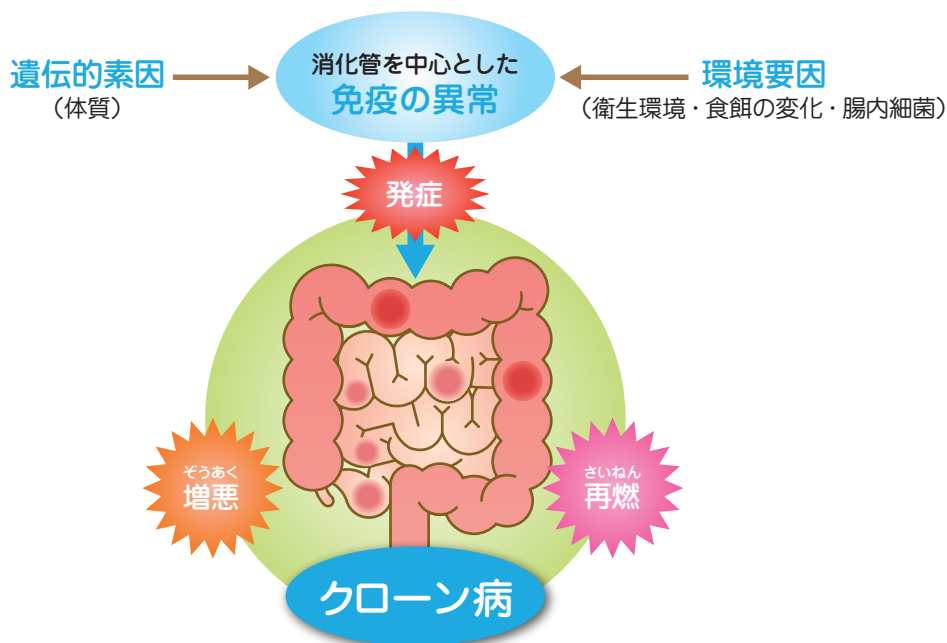 消化管を中心とした
免疫の異常
遺伝的素因
（体質）
環境要因
（衛生環境・食餌の変化・腸内細菌）
発症
ぞうあく
増悪
さいねん
再燃
クローン病